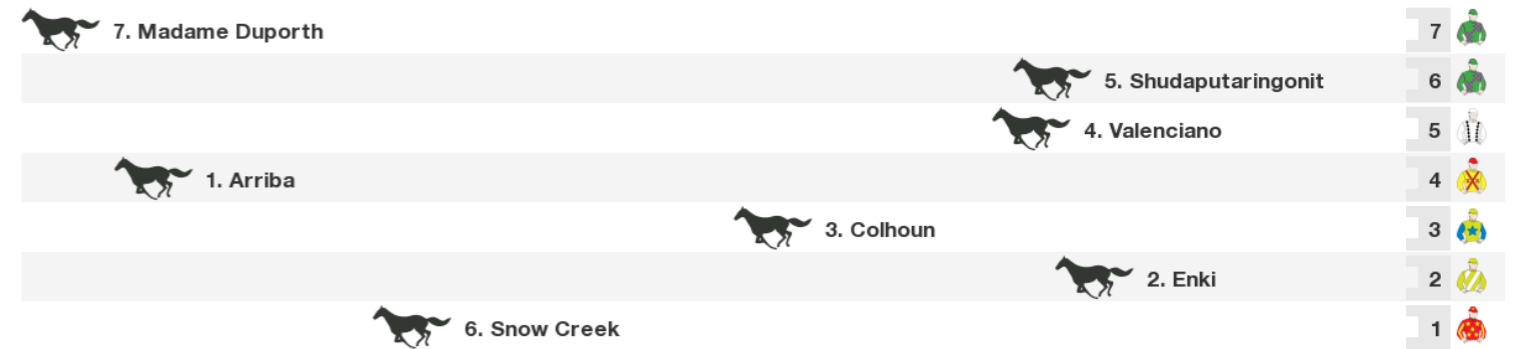 7. Madame Duporth 7
5. Shudaputaringonit 6
4. Valenciano 5
1. Arriba 4
3. Colhoun 3
2. Enki 2
6. Snow Creek 1